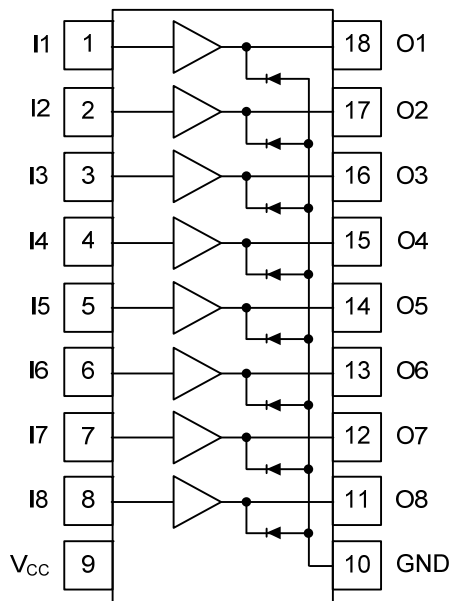 I1 1 18 O1
I2 2 17 O2
I3 3 16 O3
I4 4 15 O4
I5 5 14 O5
I6 6 13 O6
I7 7 12 O7
I8 8 11 O8
VCC 9 10 GND